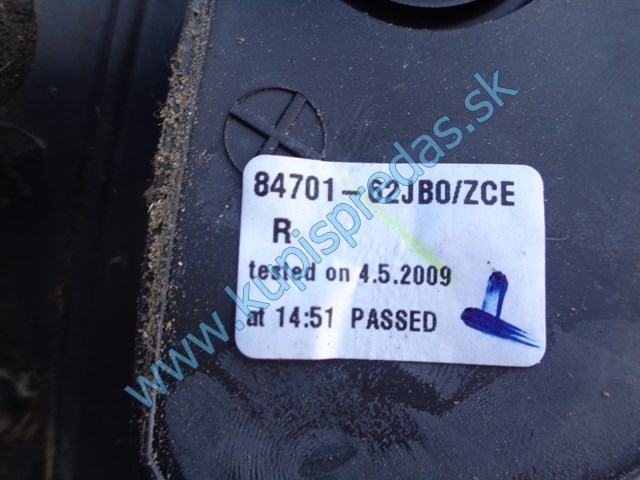 84701-62JB0/ZCE
R
tested on 4.5.2009
at 14:51 PASSED
www.kupispredas.sk